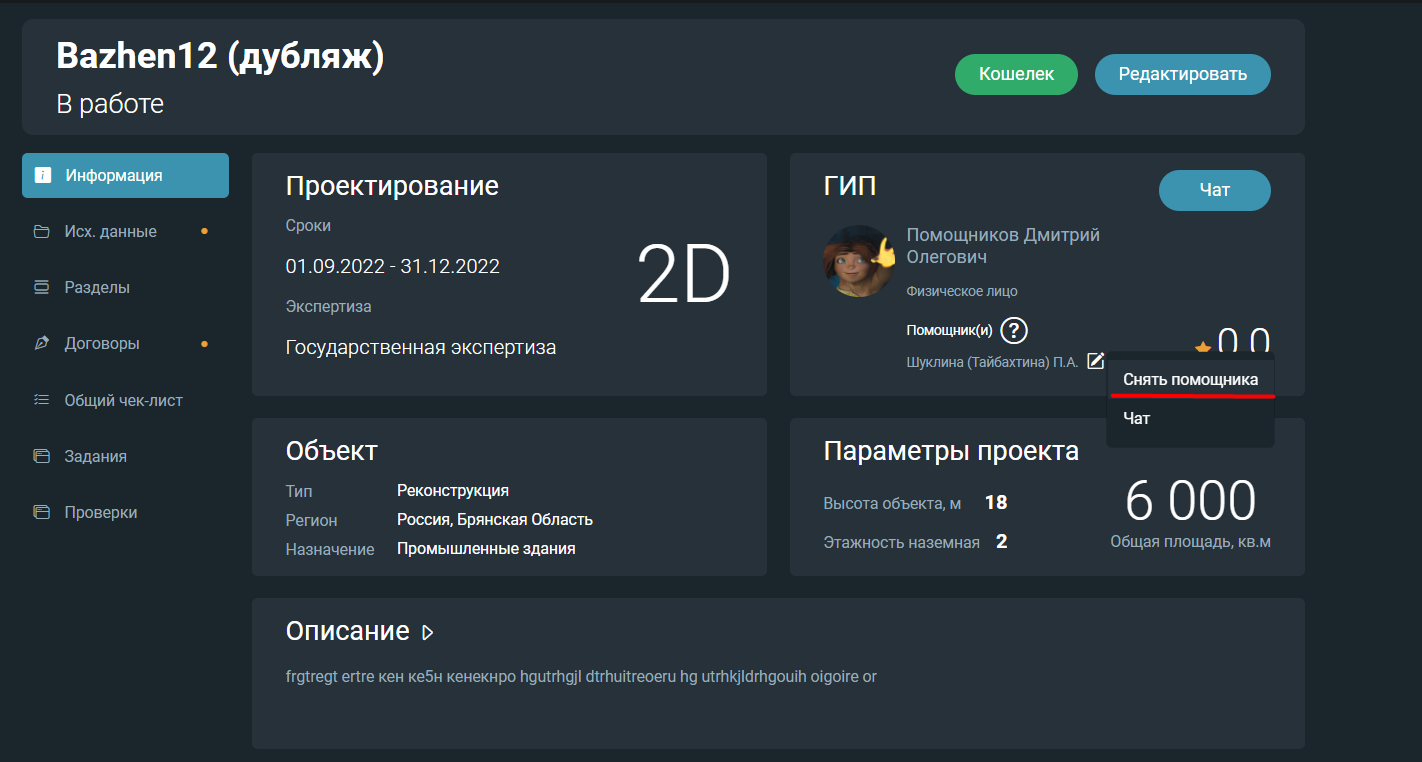 Bazhen12 (дубляж)
В работе
Кошелек
Редактировать
Информация
Исх. данные
Разделы
Договоры
Общий чек-лист
Задания
Проверки
Проектирование
Сроки
01.09.2022 - 31.12.2022
Экспертиза
Государственная экспертиза
2D
ГИП
Чат
Помощников Дмитрий
Олегович
Физическое лицо
Помощник(и) ?
Шуклина (Тайбахтина) П.А.
0.0
Снять помощника
Чат
Объект
Тип Реконструкция
Регион Россия, Брянская Область
Назначение Промышленные здания
Параметры проекта
Высота объекта, м 18
Этажность наземная 2
6 000
Общая площадь, кв.м
Описание
frgtregt ertre кен ке5н кенекнро hgutrhgjl dtrhuitreoeru hg utrhkjldrhgouih oigoire or